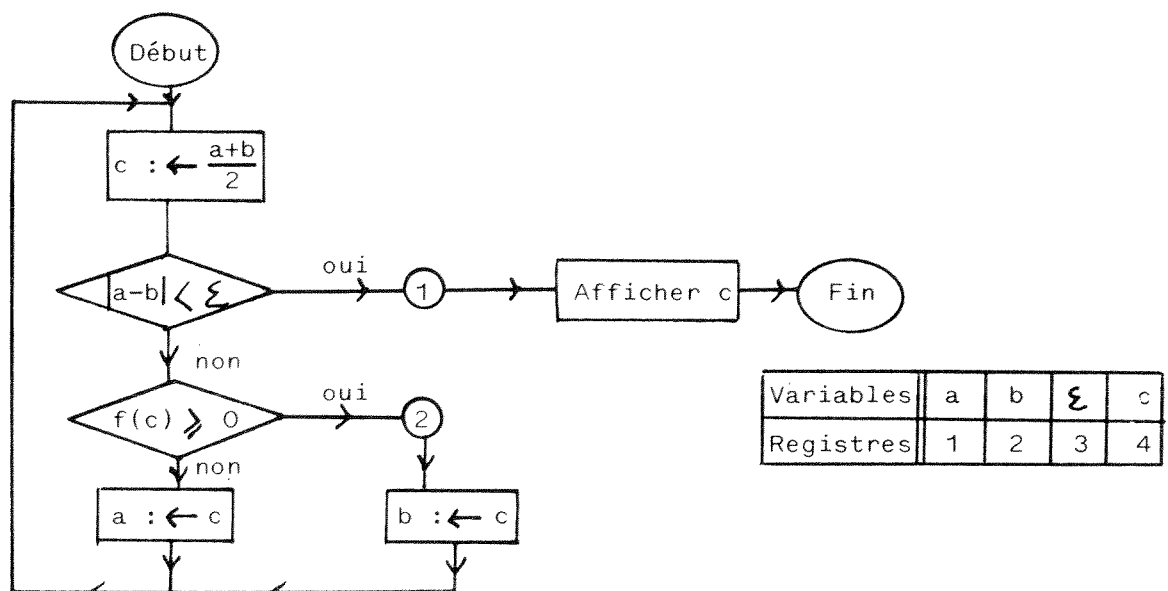 Début
c :← a+b
2
|a-b| < ε
oui
1
Afficher c
Fin
non
f(c) ⩾ 0
oui
2
non
a :← c
b :← c
Variables a b ε c
Registres 1 2 3 4